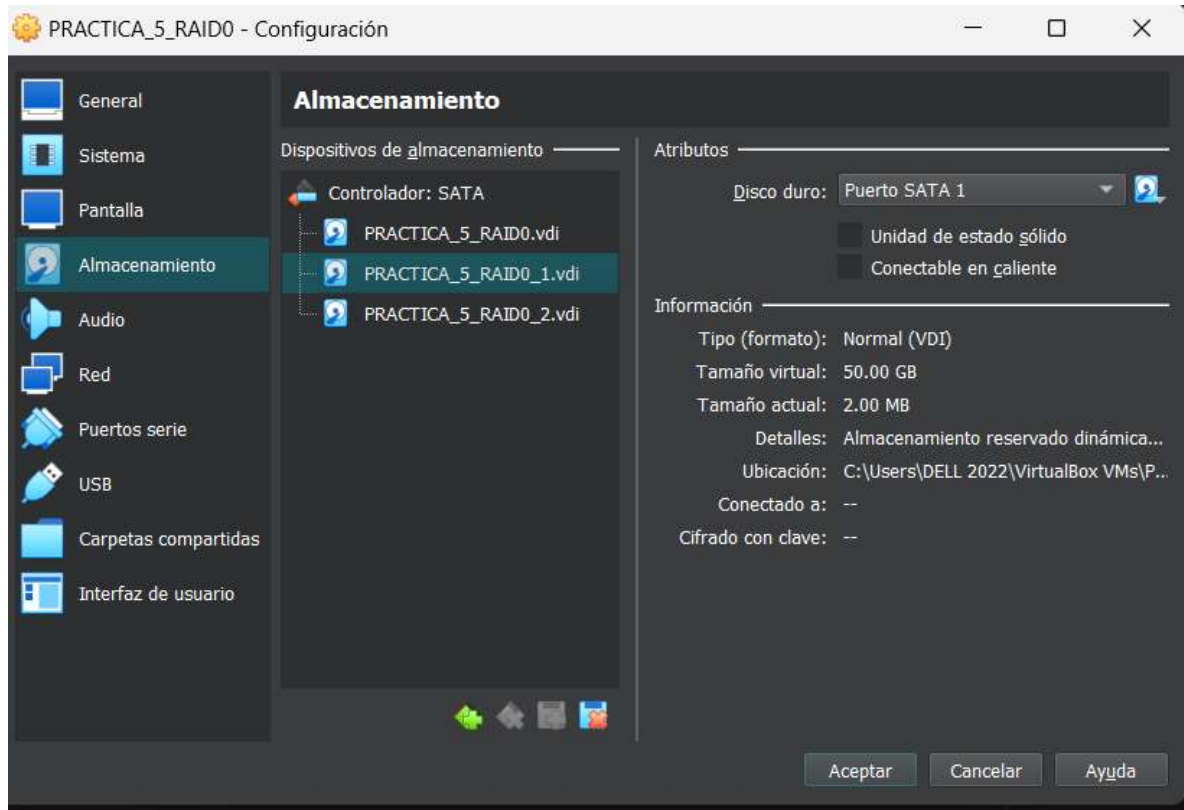 PRACTICA_5_RAID0 - Configuración
General
Sistema
Pantalla
Almacenamiento
Audio
Red
Puertos serie
USB
Carpetas compartidas
Interfaz de usuario
Almacenamiento
Dispositivos de almacenamiento
Controlador: SATA
PRACTICA_5_RAID0.vdi
PRACTICA_5_RAID0_1.vdi
PRACTICA_5_RAID0_2.vdi
Atributos
Disco duro: Puerto SATA 1
Unidad de estado sólido
Conectable en caliente
Información
Tipo (formato): Normal (VDI)
Tamaño virtual: 50.00 GB
Tamaño actual: 2.00 MB
Detalles: Almacenamiento reservado dinámica...
Ubicación: C:\Users\DELL 2022\VirtualBox VMs\P...
Conectado a: --
Cifrado con clave: --
Aceptar Cancelar Ayuda